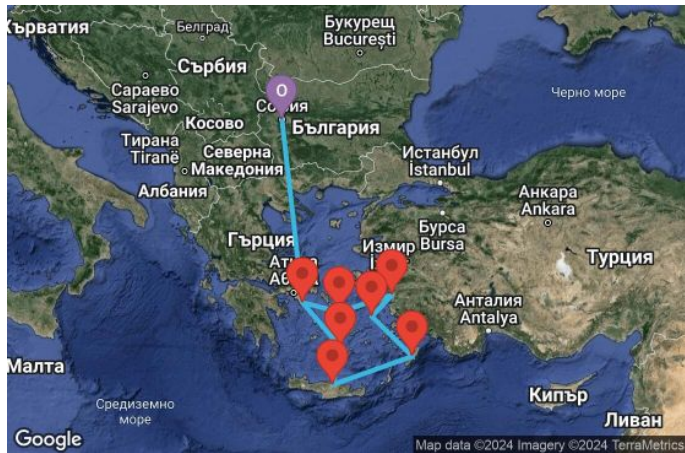 Хърватия
Белград
Букурещ
București
Сърбия
Сараево
Sarajevo
О
София
България
Черно море
Косово
Тирана
Tiranë
Северна
Македония
Истанбул
İstanbul
Албания
Анкара
Ankara
Бурса
Bursa
Гърция
Измир
Турция
Анталия
Antalya
Малта
Средиземно
море
Кипър
Ливан
Google
Map data ©2024 Imagery ©2024 TerraMetrics